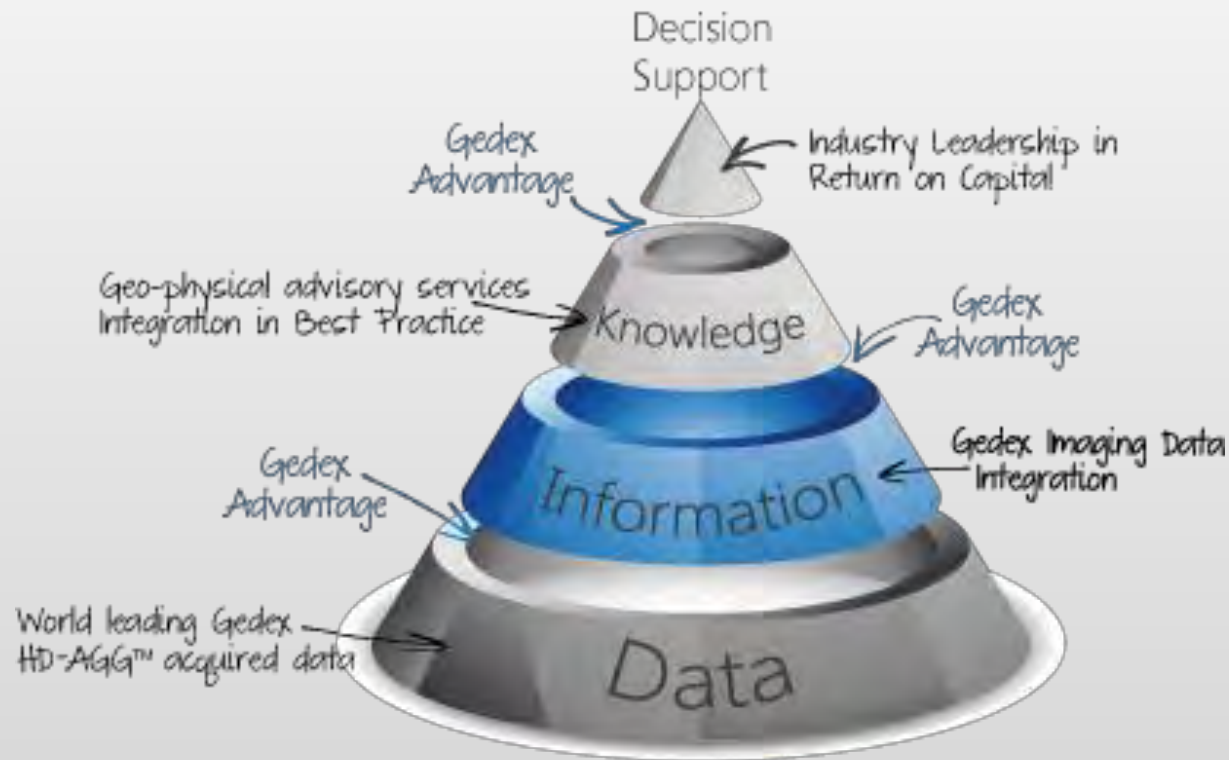 Decision
Support
Gedex
Advantage
Industry Leadership in
Return on Capital
Geo-physical advisory services
Integration in Best Practice
Knowledge
Gedex
Advantage
Gedex
Advantage
Information
Gedex Imaging Data
Integration
World leading Gedex
HD-AGG™ acquired data
Data